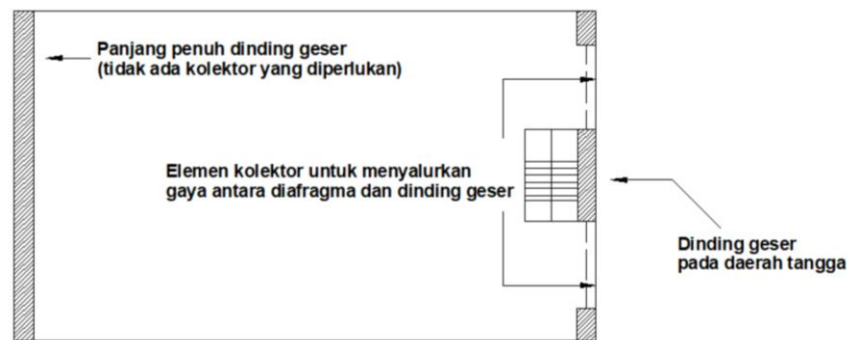 Panjang penuh dinding geser
(tidak ada kolektor yang diperlukan)
Elemen kolektor untuk menyalurkan
gaya antara diafragma dan dinding geser
Dinding geser
pada daerah tangga